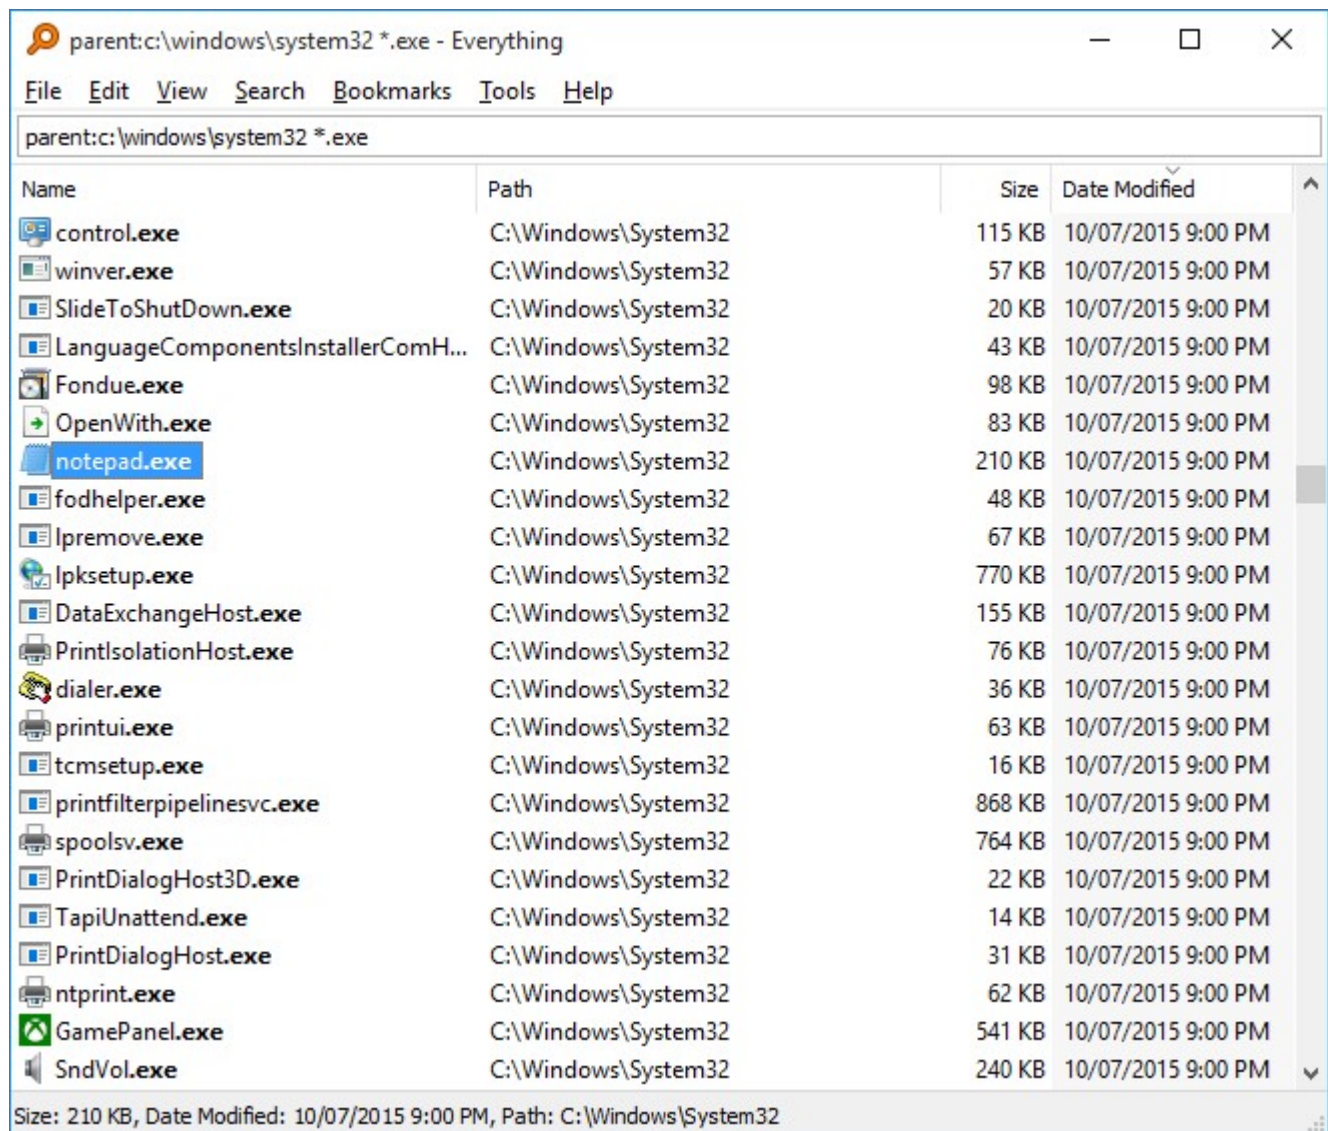 parent:c:\windows\system32 *.exe - Everything
File Edit View Search Bookmarks Tools Help
parent:c:\windows\system32 *.exe
Name Path Size Date Modified
control.exe C:\Windows\System32 115 KB 10/07/2015 9:00 PM
winver.exe C:\Windows\System32 57 KB 10/07/2015 9:00 PM
SlideToShutDown.exe C:\Windows\System32 20 KB 10/07/2015 9:00 PM
LanguageComponentsInstallerComH... C:\Windows\System32 43 KB 10/07/2015 9:00 PM
Fondue.exe C:\Windows\System32 98 KB 10/07/2015 9:00 PM
OpenWith.exe C:\Windows\System32 83 KB 10/07/2015 9:00 PM
notepad.exe C:\Windows\System32 210 KB 10/07/2015 9:00 PM
fodhelper.exe C:\Windows\System32 48 KB 10/07/2015 9:00 PM
lpremove.exe C:\Windows\System32 67 KB 10/07/2015 9:00 PM
lpksetup.exe C:\Windows\System32 770 KB 10/07/2015 9:00 PM
DataExchangeHost.exe C:\Windows\System32 155 KB 10/07/2015 9:00 PM
PrintIsolationHost.exe C:\Windows\System32 76 KB 10/07/2015 9:00 PM
dialer.exe C:\Windows\System32 36 KB 10/07/2015 9:00 PM
printui.exe C:\Windows\System32 63 KB 10/07/2015 9:00 PM
tcmsetup.exe C:\Windows\System32 16 KB 10/07/2015 9:00 PM
printfilterpipelinesvc.exe C:\Windows\System32 868 KB 10/07/2015 9:00 PM
spoolsv.exe C:\Windows\System32 764 KB 10/07/2015 9:00 PM
PrintDialogHost3D.exe C:\Windows\System32 22 KB 10/07/2015 9:00 PM
TapiUnattend.exe C:\Windows\System32 14 KB 10/07/2015 9:00 PM
PrintDialogHost.exe C:\Windows\System32 31 KB 10/07/2015 9:00 PM
ntprint.exe C:\Windows\System32 62 KB 10/07/2015 9:00 PM
GamePanel.exe C:\Windows\System32 541 KB 10/07/2015 9:00 PM
SndVol.exe C:\Windows\System32 240 KB 10/07/2015 9:00 PM
Size: 210 KB, Date Modified: 10/07/2015 9:00 PM, Path: C:\Windows\System32